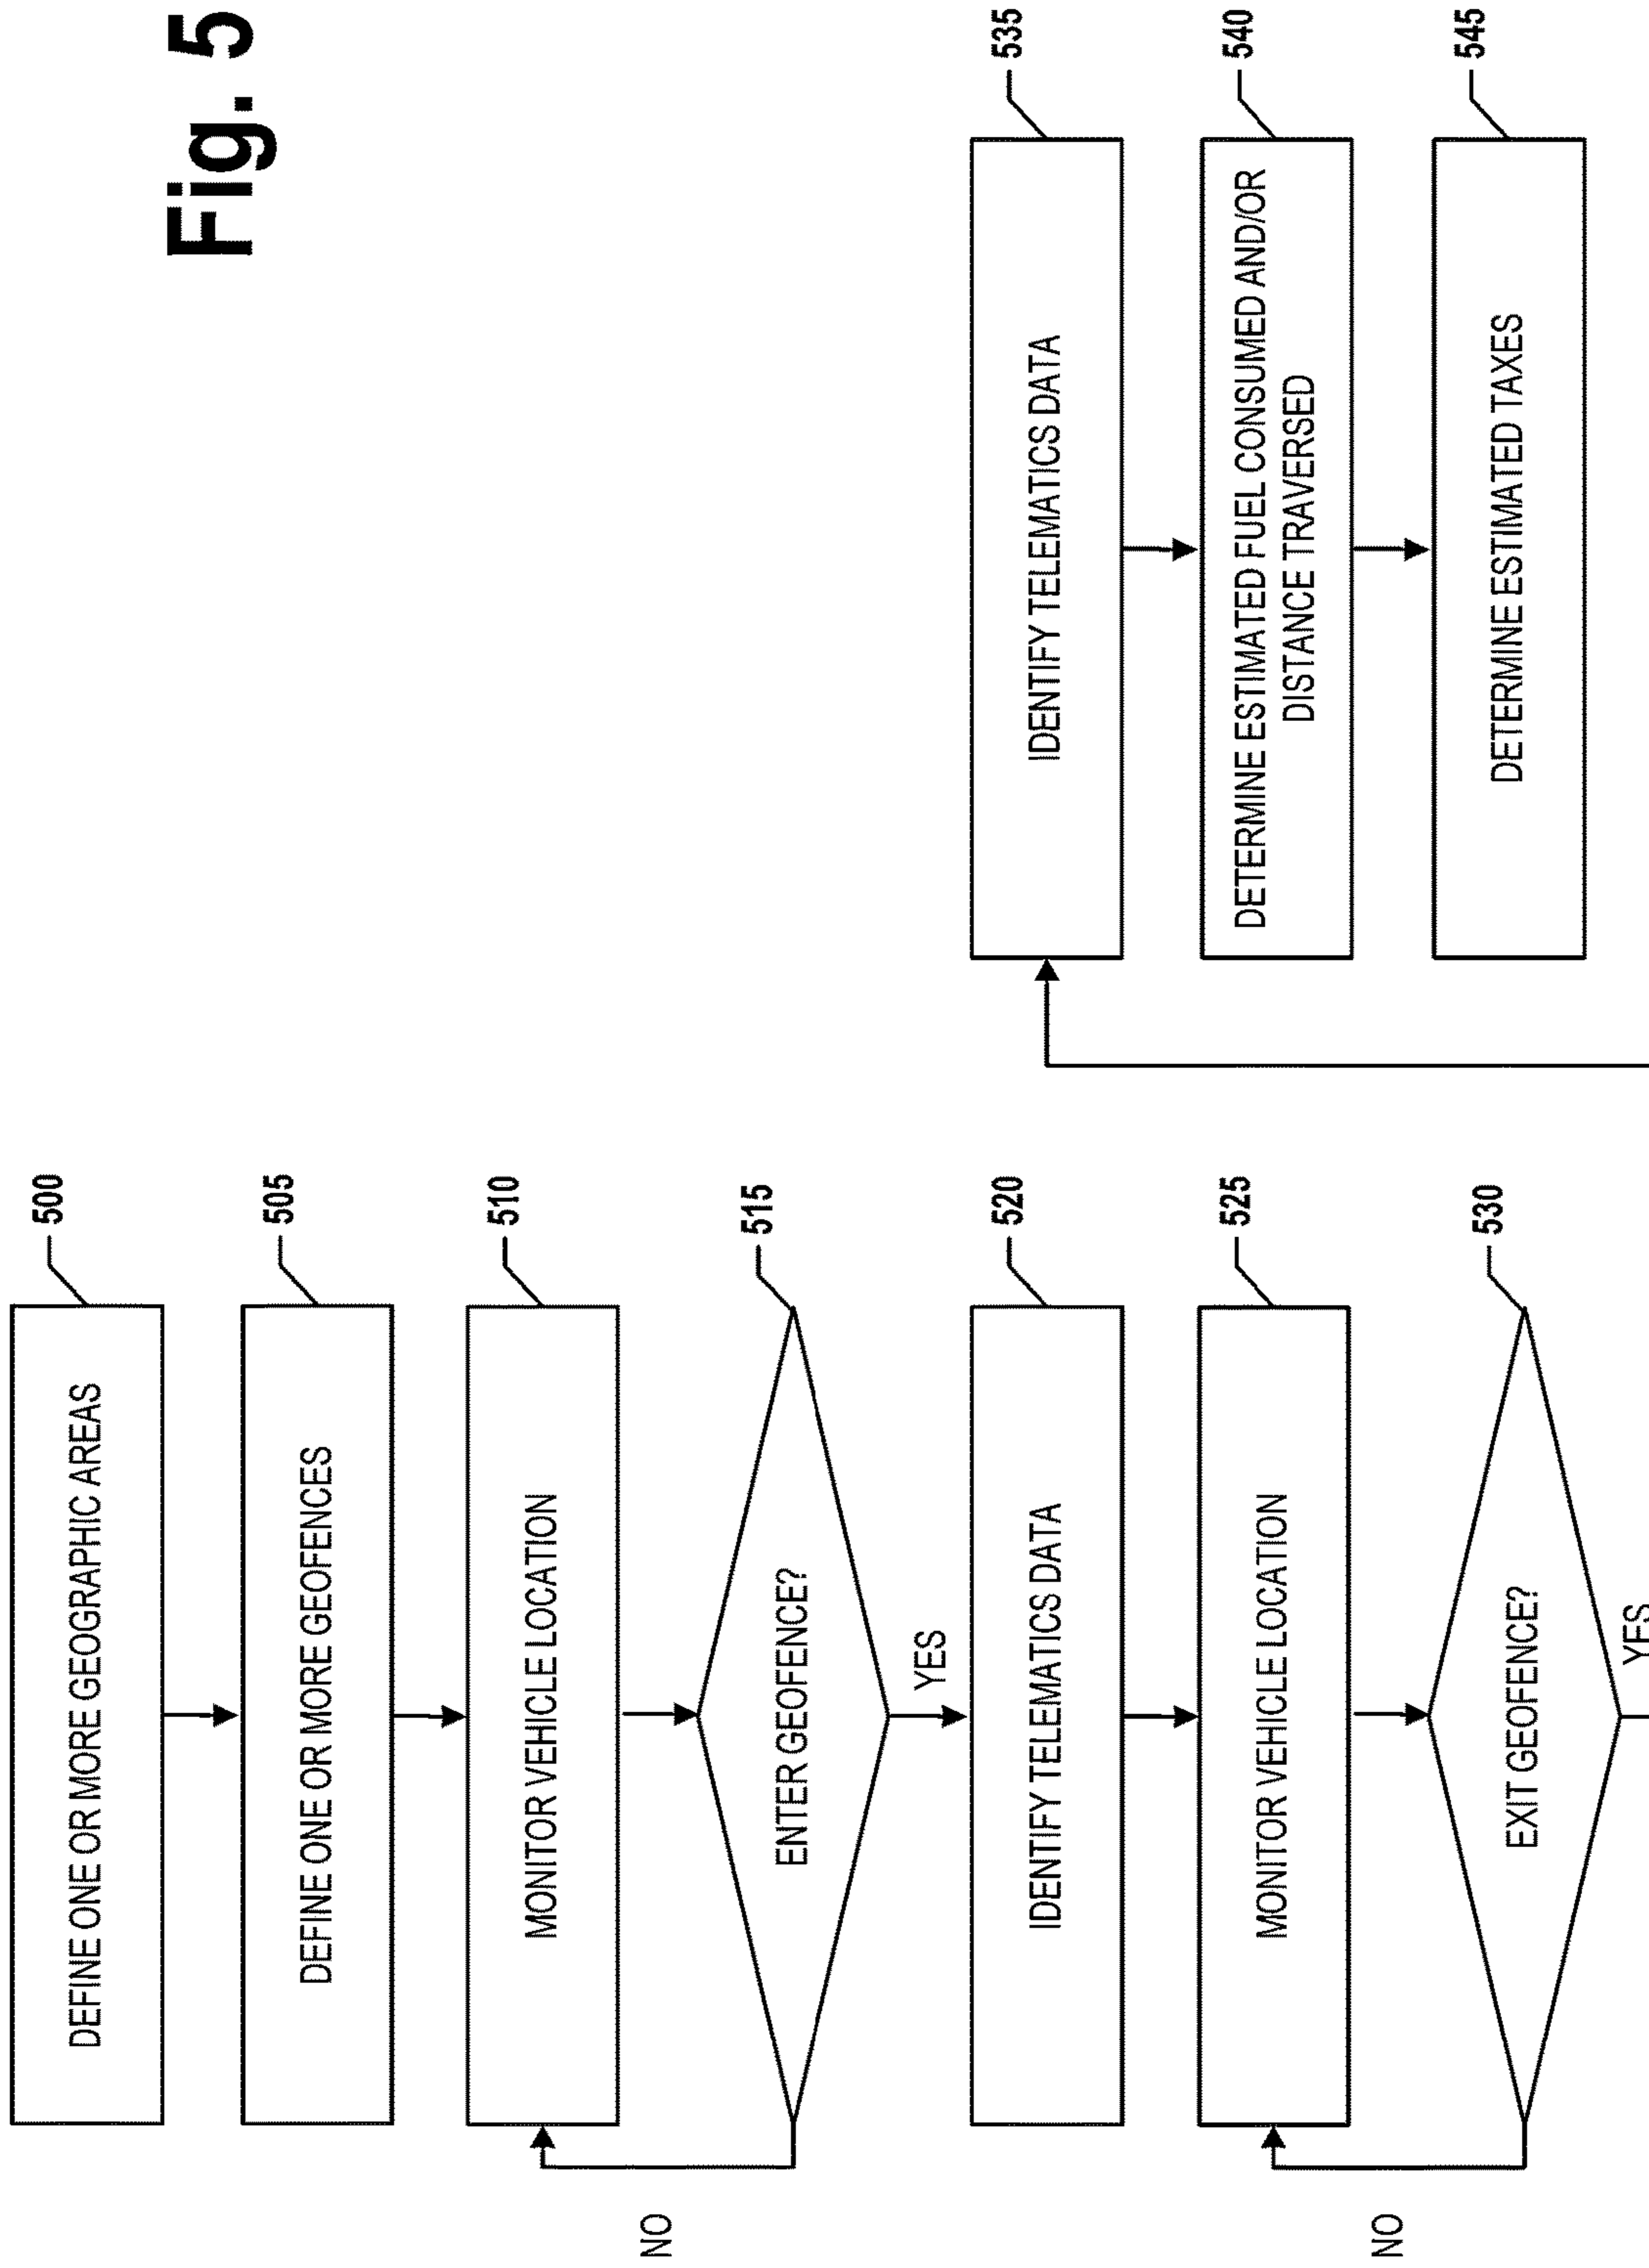 Fig. 5
DEFINE ONE OR MORE GEOGRAPHIC AREAS
500
DEFINE ONE OR MORE GEOFENCES
505
MONITOR VEHICLE LOCATION
510
ENTER GEOFENCE?
515
NO
YES
IDENTIFY TELEMATICS DATA
520
MONITOR VEHICLE LOCATION
525
EXIT GEOFENCE?
530
NO
YES
IDENTIFY TELEMATICS DATA
535
DETERMINE ESTIMATED FUEL CONSUMED AND/OR
DISTANCE TRAVERSED
540
DETERMINE ESTIMATED TAXES
545